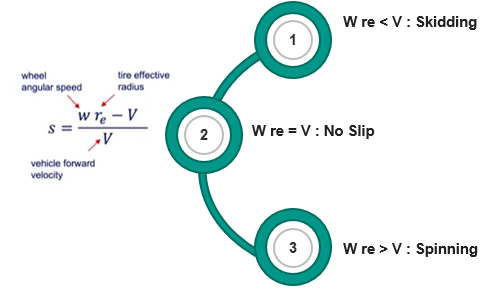 1
W re < V : Skidding
wheel
angular speed
tire effective
radius
s = (w rₑ − V) / V
vehicle forward
velocity
2
W re = V : No Slip
3
W re > V : Spinning